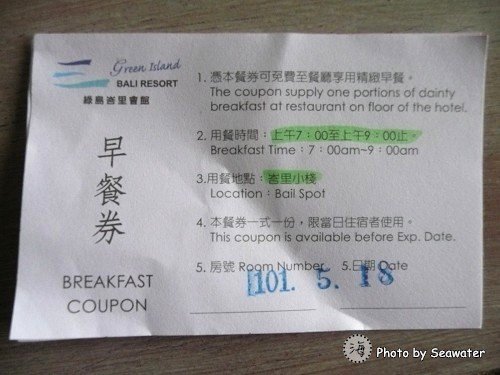 Green Island
BALI RESORT
綠島峇里會館
早餐券
BREAKFAST
COUPON
1. 憑本餐券可免費至餐廳享用精緻早餐。
The coupon supply one portions of dainty
breakfast at restaurant on floor of the hotel.
2. 用餐時間：上午7：00至上午9：00止。
Breakfast Time：7：00am~9：00am
3.用餐地點：峇里小棧
Location：Bail Spot
4. 本餐券一式一份，限當日住宿者使用。
This coupon is available before Exp. Date.
5. 房號 Room Number 5.日期 Date
101. 5. 18
海 Photo by Seawater